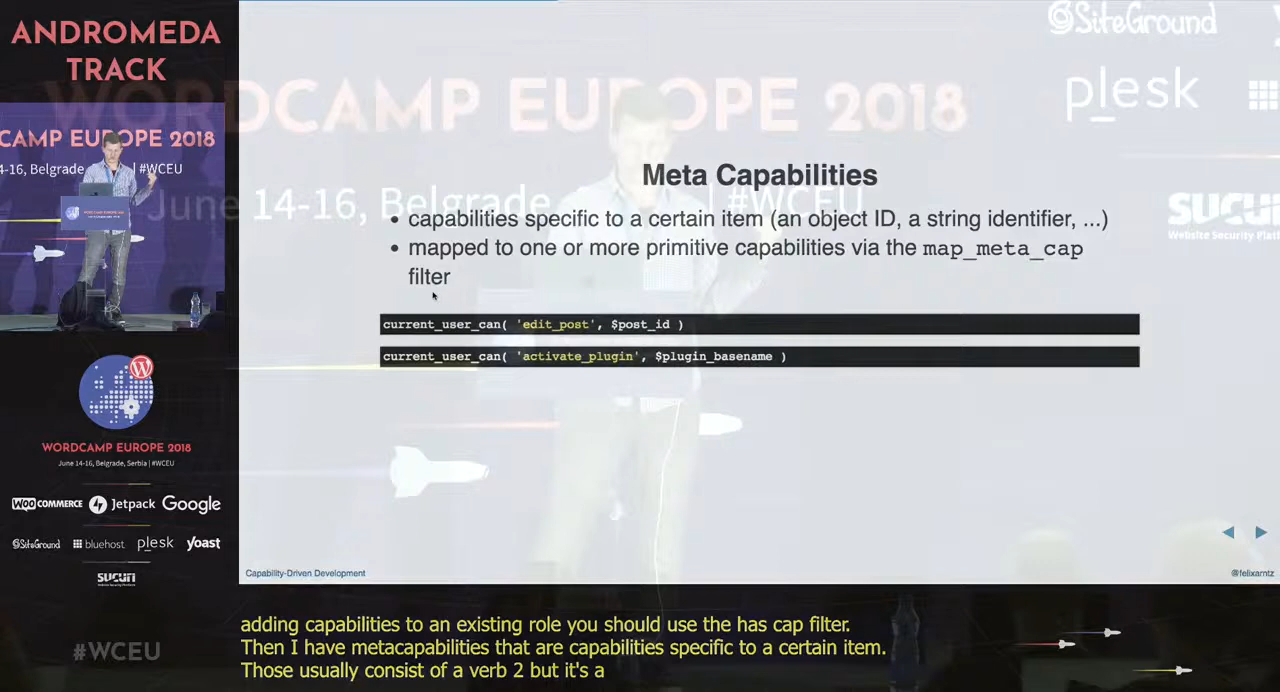 ANDROMEDA
TRACK
CAMP EUROPE 2018
14-16, Belgrade
#WCEU
WORDCAMP EUROPE 2018
June 14-16, Belgrade, Serbia | #WCEU
WOO COMMERCE Jetpack Google
SiteGround bluehost plesk yoast
SUCURI
#WCEU
WORDCAMP EUROPE 2018
June 14-16, Belgrade | #WCEU
SiteGround
plesk
SUCURI
Website Security
Meta Capabilities
• capabilities specific to a certain item (an object ID, a string identifier, ...)
• mapped to one or more primitive capabilities via the map_meta_cap
filter
current_user_can( 'edit_post', $post_id )
current_user_can( 'activate_plugin', $plugin_basename )
Capability-Driven Development
@felixarntz
adding capabilities to an existing role you should use the has cap filter.
Then I have metacapabilities that are capabilities specific to a certain item.
Those usually consist of a verb 2 but it's a